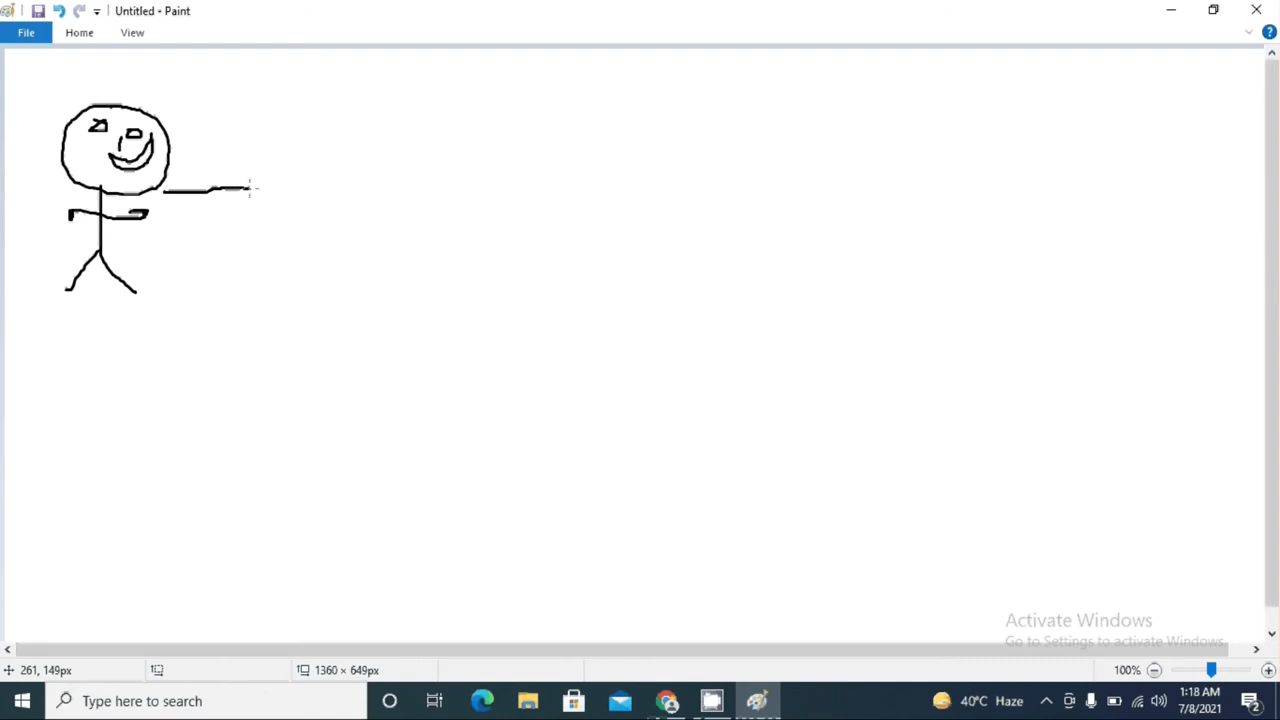 Untitled - Paint
File Home View
Activate Windows
Go to Settings to activate Windows.
261, 149px
1360 × 649px
100%
Type here to search
40°C Haze
1:18 AM
7/8/2021
2